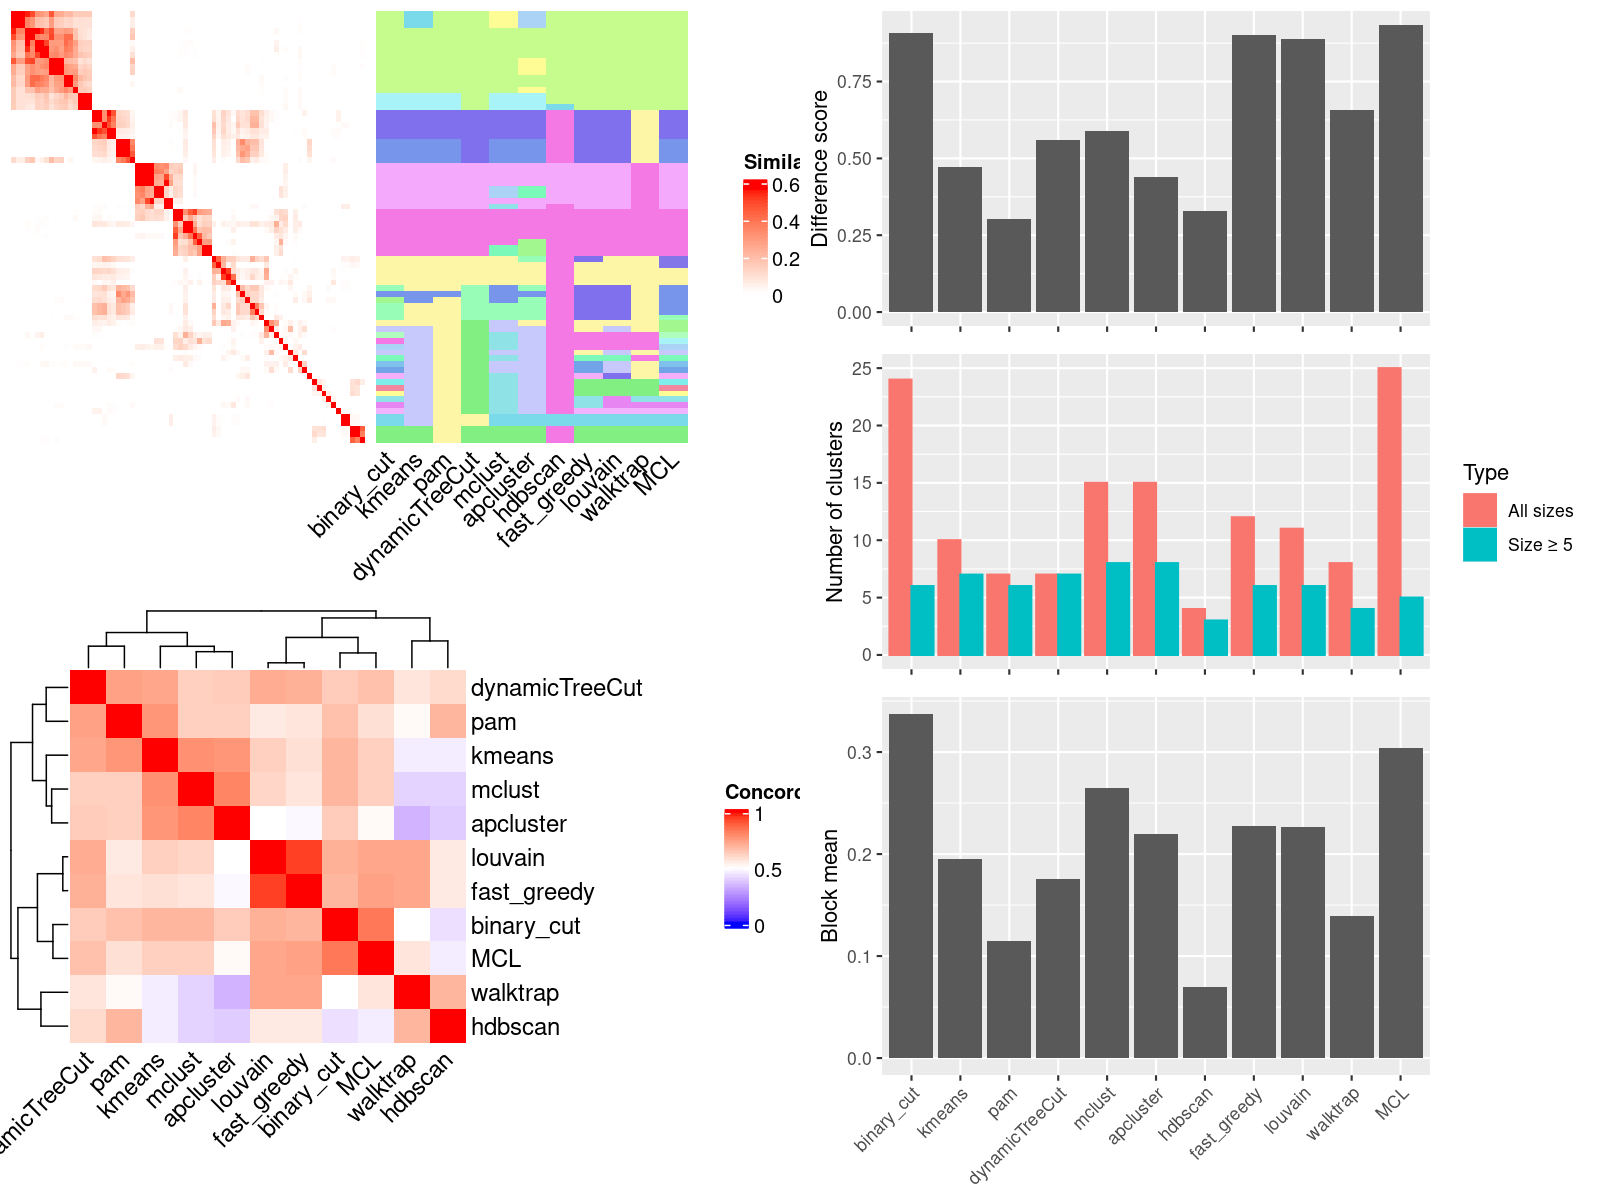 Simila
0.6
0.4
0.2
0
binary_cut
kmeans
pam
dynamicTreeCut
mclust
apcluster
hdbscan
fast_greedy
louvain
walktrap
MCL
Difference score
0.75
0.50
0.25
0.00
Number of clusters
25
20
15
10
5
0
Type
All sizes
Size ≥ 5
Block mean
0.3
0.2
0.1
0.0
binary_cut
kmeans
pam
dynamicTreeCut
mclust
apcluster
hdbscan
fast_greedy
louvain
walktrap
MCL
dynamicTreeCut
pam
kmeans
mclust
apcluster
louvain
fast_greedy
binary_cut
MCL
walktrap
hdbscan
Concorc
1
0.5
0
amicTreeCut
pam
kmeans
mclust
apcluster
louvain
fast_greedy
binary_cut
MCL
walktrap
hdbscan